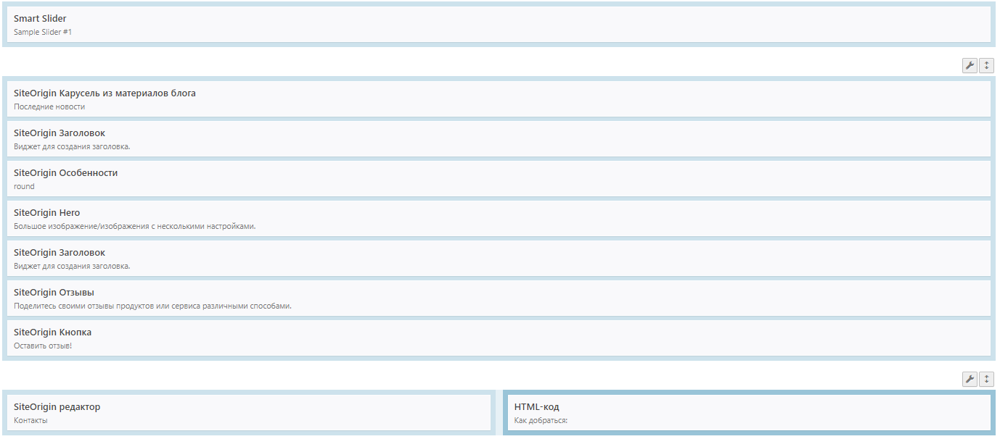 Smart Slider
Sample Slider #1
SiteOrigin Карусель из материалов блога
Последние новости
SiteOrigin Заголовок
Виджет для создания заголовка.
SiteOrigin Особенности
round
SiteOrigin Hero
Большое изображение/изображения с несколькими настройками.
SiteOrigin Заголовок
Виджет для создания заголовка.
SiteOrigin Отзывы
Поделитесь своими отзывы продуктов или сервиса различными способами.
SiteOrigin Кнопка
Оставить отзыв!
SiteOrigin редактор
Контакты
HTML-код
Как добраться: